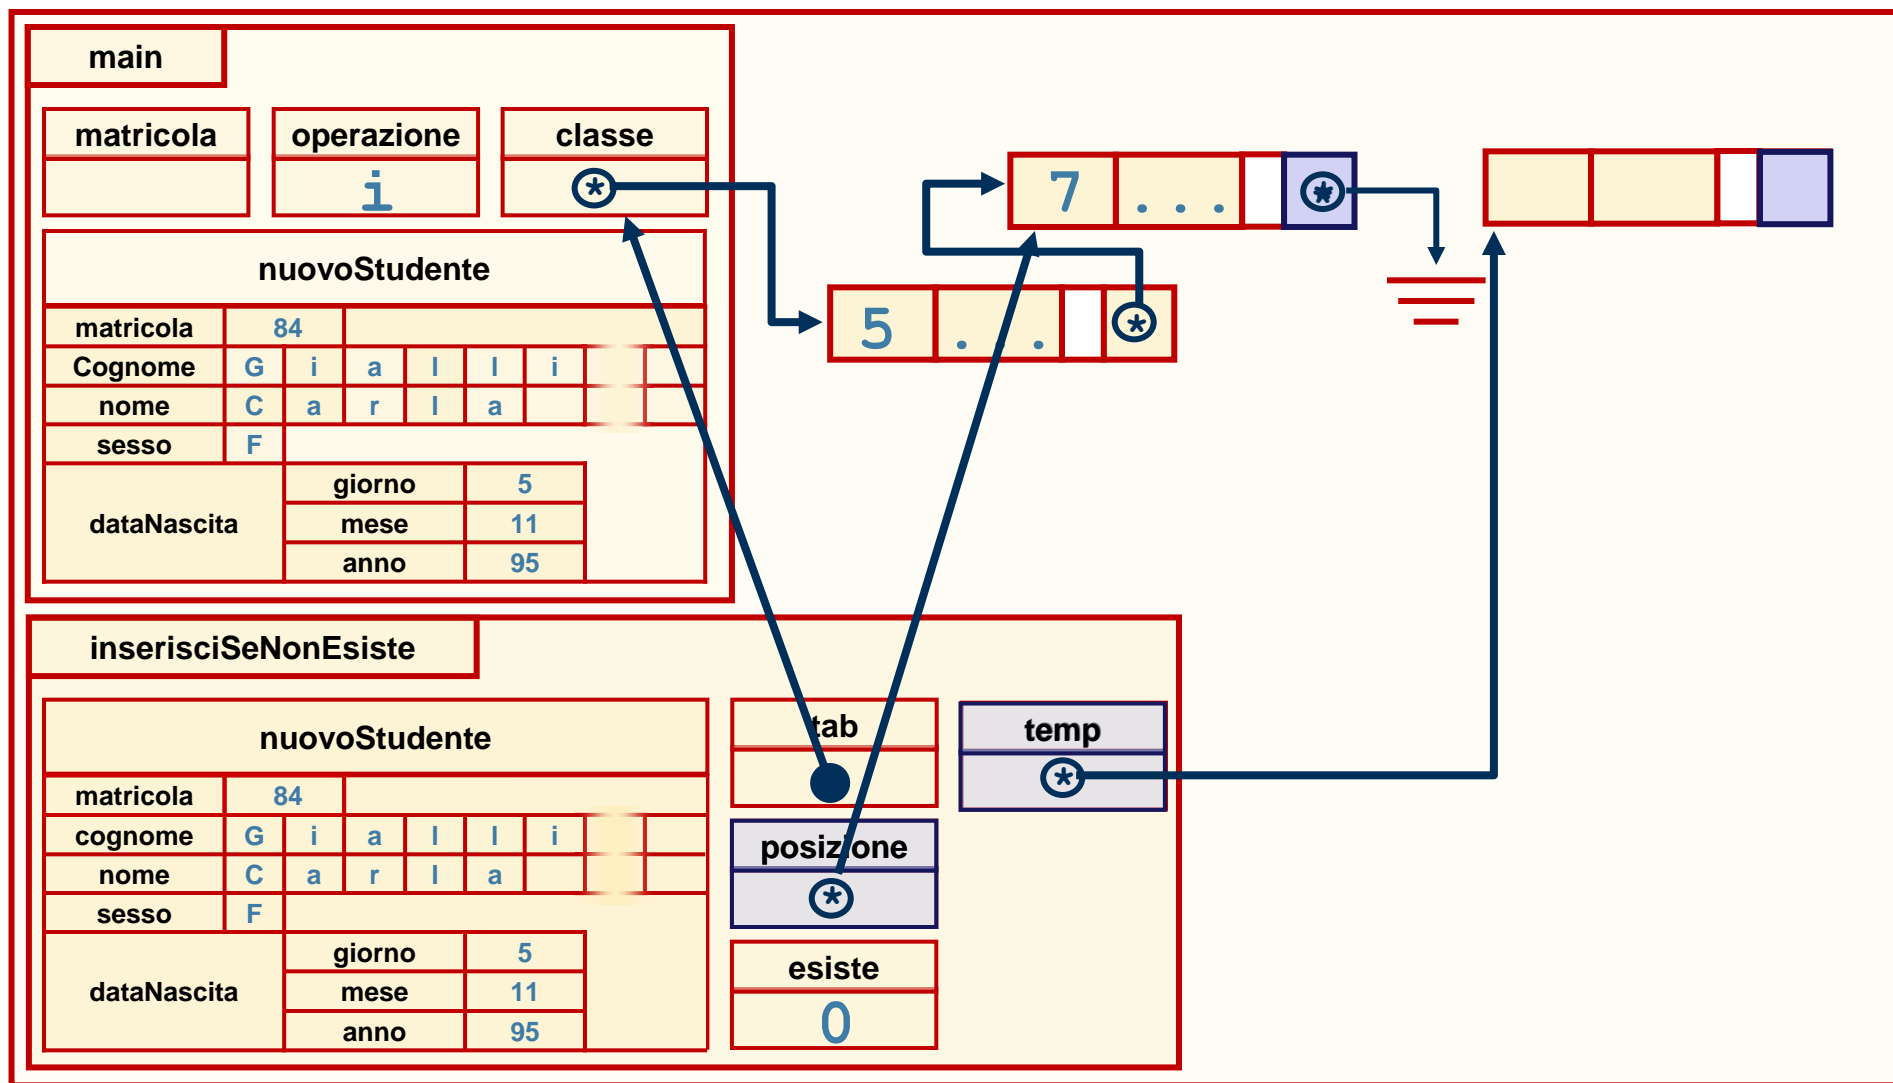 main
matricola operazione classe
i *
nuovoStudente
matricola 84
Cognome G i a l l i
nome C a r l a
sesso F
dataNascita
giorno 5
mese 11
anno 95
7 . . . *
5 . . . *
inserisciSeNonEsiste
nuovoStudente
matricola 84
cognome G i a l l i
nome C a r l a
sesso F
dataNascita
giorno 5
mese 11
anno 95
tab
temp
*
posizione
*
esiste
0